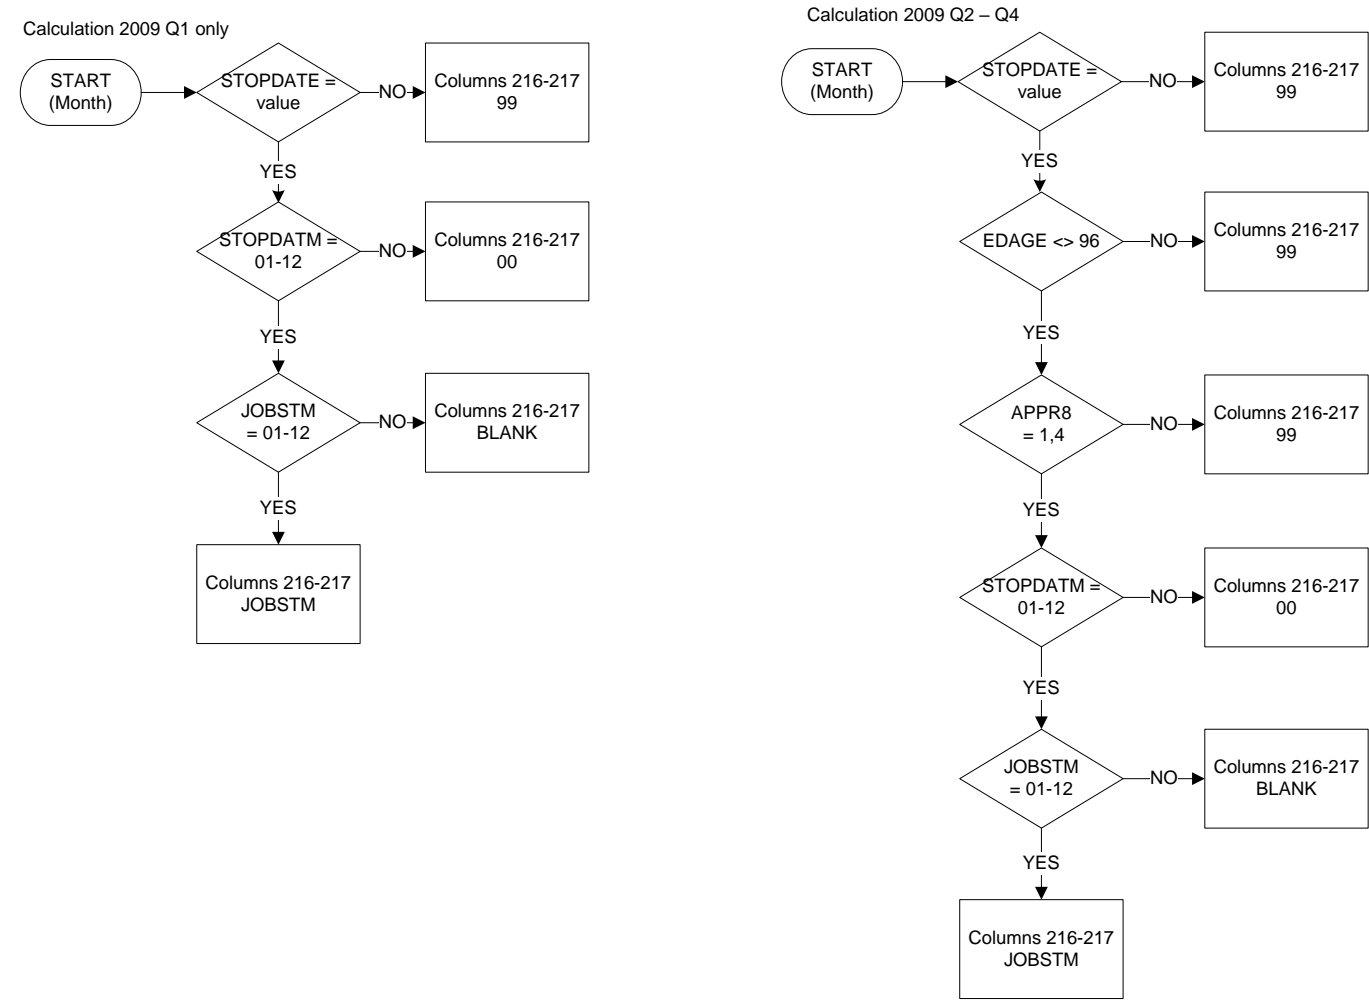 Calculation 2009 Q1 only
START
(Month)
STOPDATE =
value
NO
Columns 216-217
99
YES
STOPDATM =
01-12
NO
Columns 216-217
00
YES
JOBSTM
= 01-12
NO
Columns 216-217
BLANK
YES
Columns 216-217
JOBSTM
Calculation 2009 Q2 – Q4
START
(Month)
STOPDATE =
value
NO
Columns 216-217
99
YES
EDAGE <> 96
NO
Columns 216-217
99
YES
APPR8
= 1,4
NO
Columns 216-217
99
YES
STOPDATM =
01-12
NO
Columns 216-217
00
YES
JOBSTM
= 01-12
NO
Columns 216-217
BLANK
YES
Columns 216-217
JOBSTM